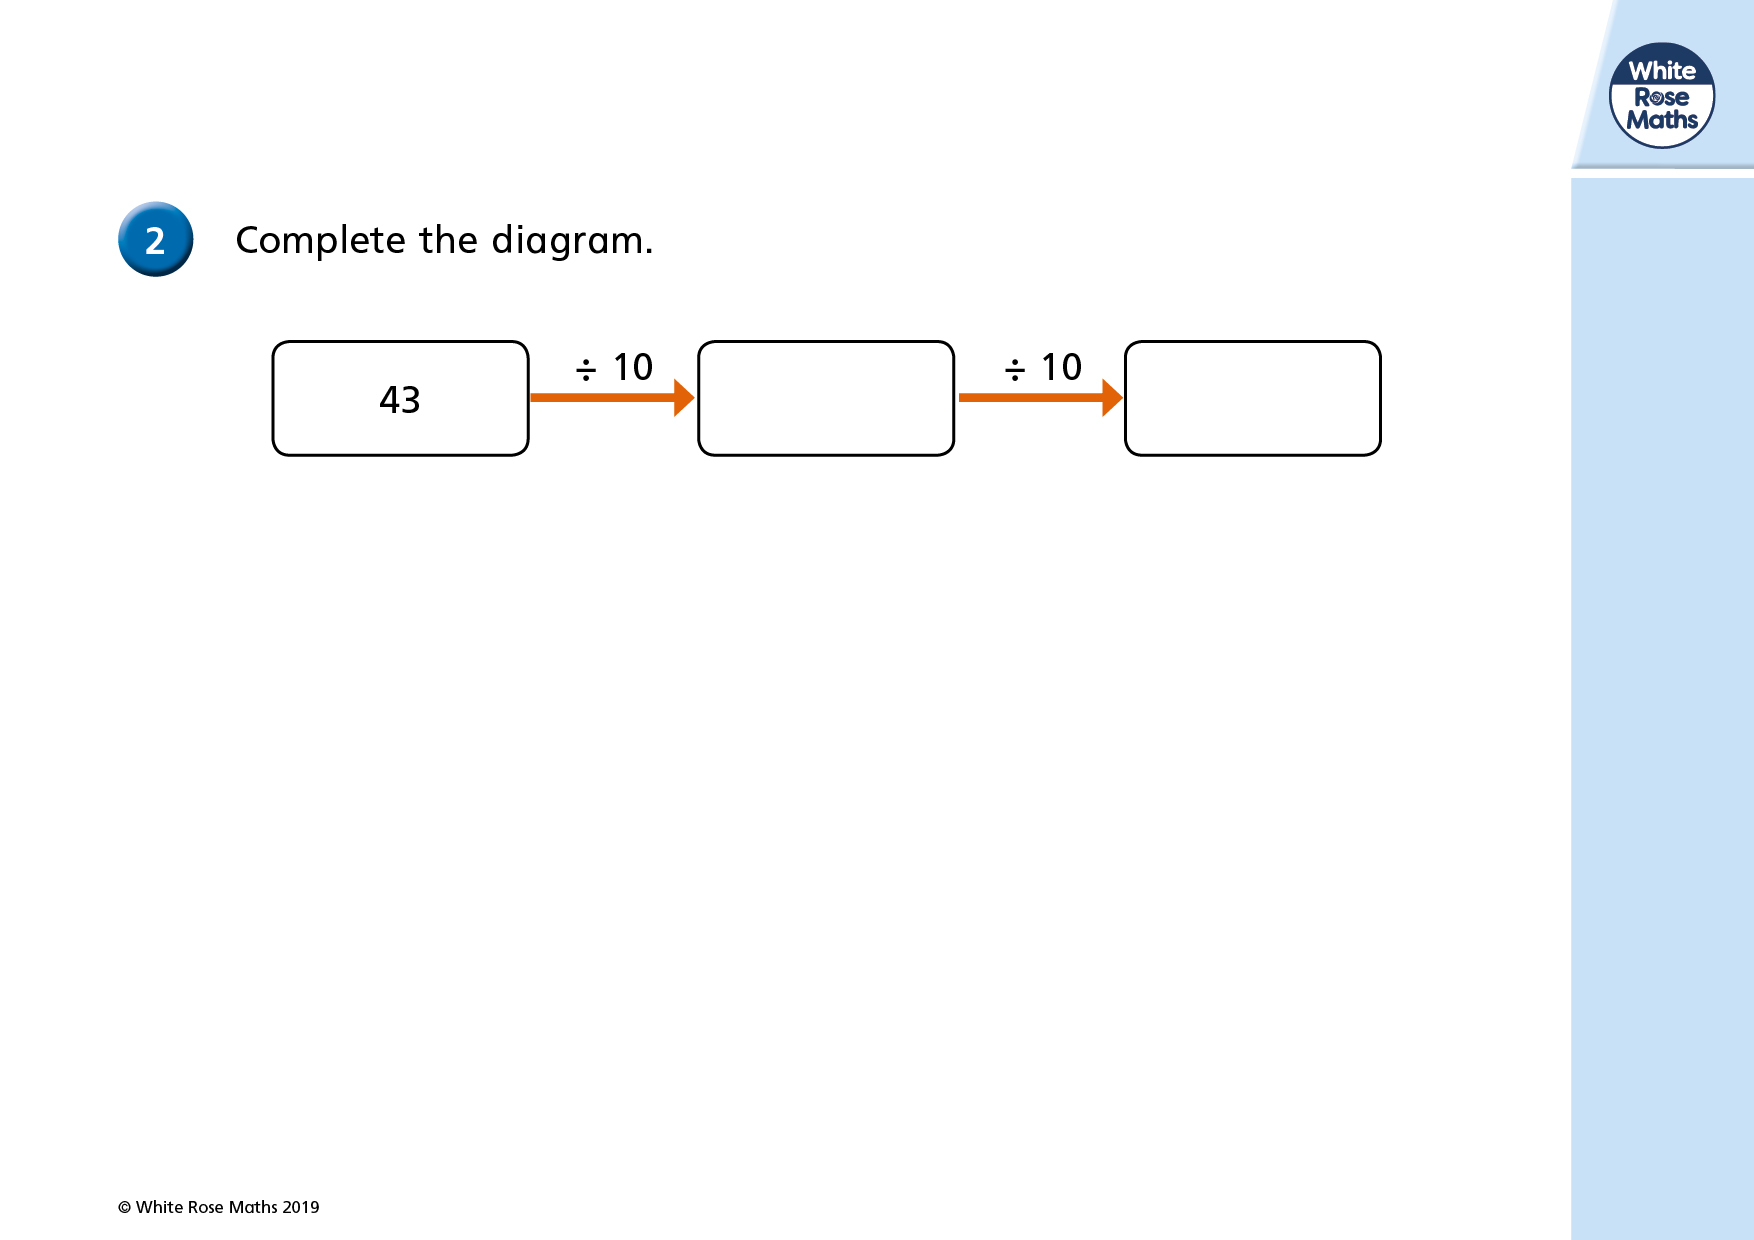 White
Rose
Maths
2 Complete the diagram.
43 ÷ 10 ÷ 10
© White Rose Maths 2019